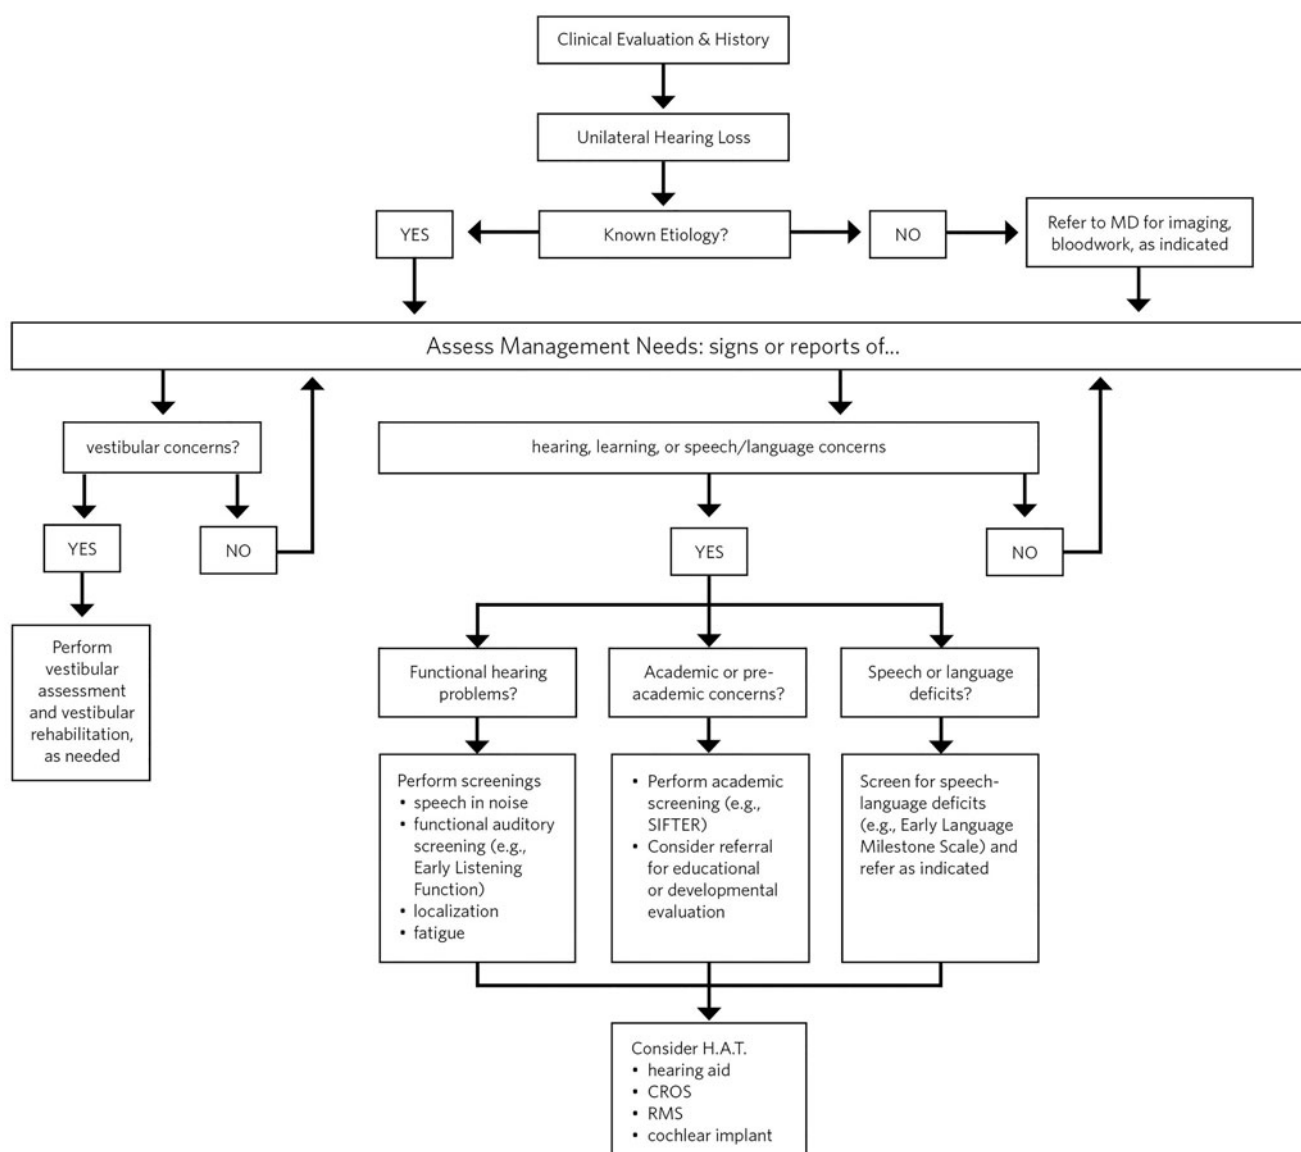 Clinical Evaluation & History
Unilateral Hearing Loss
YES
Known Etiology?
NO
Refer to MD for imaging,
bloodwork, as indicated
Assess Management Needs: signs or reports of...
vestibular concerns?
hearing, learning, or speech/language concerns
YES
NO
YES
NO
Perform
vestibular
assessment
and vestibular
rehabilitation,
as needed
Functional hearing
problems?
Academic or pre-
academic concerns?
Speech or language
deficits?
Perform screenings
• speech in noise
• functional auditory
screening (e.g.,
Early Listening
Function)
• localization
• fatigue
• Perform academic
screening (e.g.,
SIFTER)
• Consider referral
for educational
or developmental
evaluation
Screen for speech-
language deficits
(e.g., Early Language
Milestone Scale) and
refer as indicated
Consider H.A.T.
• hearing aid
• CROS
• RMS
• cochlear implant